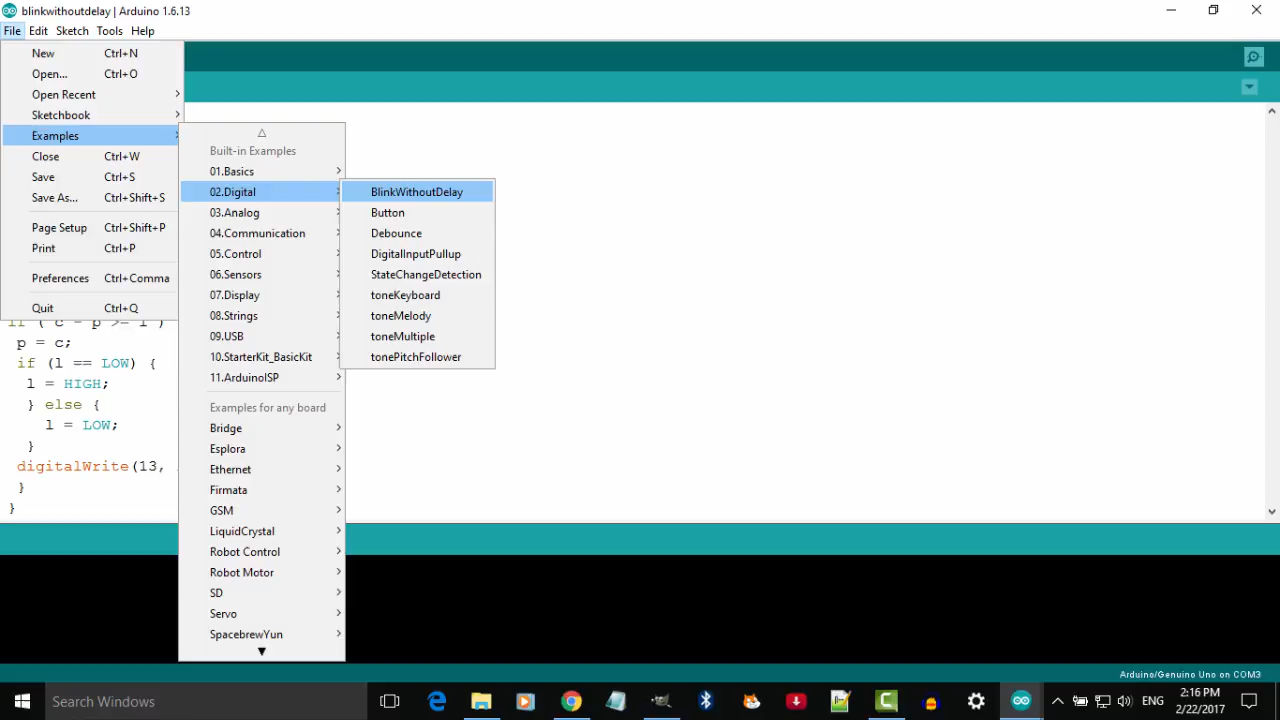 blinkwithoutdelay | Arduino 1.6.13
File Edit Sketch Tools Help
New Ctrl+N
Open... Ctrl+O
Open Recent
Sketchbook
Examples
Close Ctrl+W
Save Ctrl+S
Save As... Ctrl+Shift+S
Page Setup Ctrl+Shift+P
Print Ctrl+P
Preferences Ctrl+Comma
Quit Ctrl+Q
Built-in Examples
01.Basics
02.Digital
03.Analog
04.Communication
05.Control
06.Sensors
07.Display
08.Strings
09.USB
10.StarterKit_BasicKit
11.ArduinoISP
Examples for any board
Bridge
Esplora
Ethernet
Firmata
GSM
LiquidCrystal
Robot Control
Robot Motor
SD
Servo
SpacebrewYun
BlinkWithoutDelay
Button
Debounce
DigitalInputPullup
StateChangeDetection
toneKeyboard
toneMelody
toneMultiple
tonePitchFollower
if ( c - p >= i )
p = c;
if (l == LOW) {
l = HIGH;
} else {
l = LOW;
}
digitalWrite(13,
}
}
Arduino/Genuino Uno on COM3
Search Windows
ENG
2:16 PM
2/22/2017